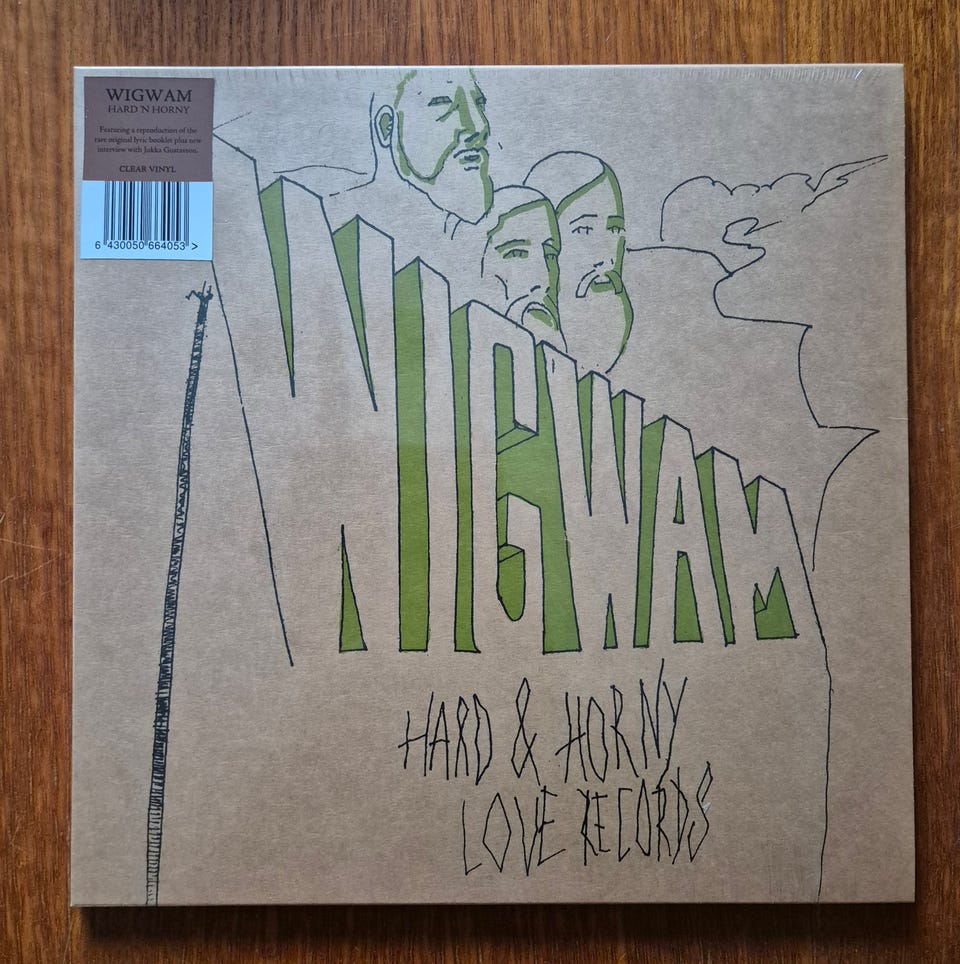 WIGWAM
HARD 'N HORNY
Featuring a reproduction of the
rare original lyric booklet plus new
interview with Jukka Gustavson.
CLEAR VINYL
6 430050 664053 >
WIGWAM
HARD & HORNY
LOVE RECORDS